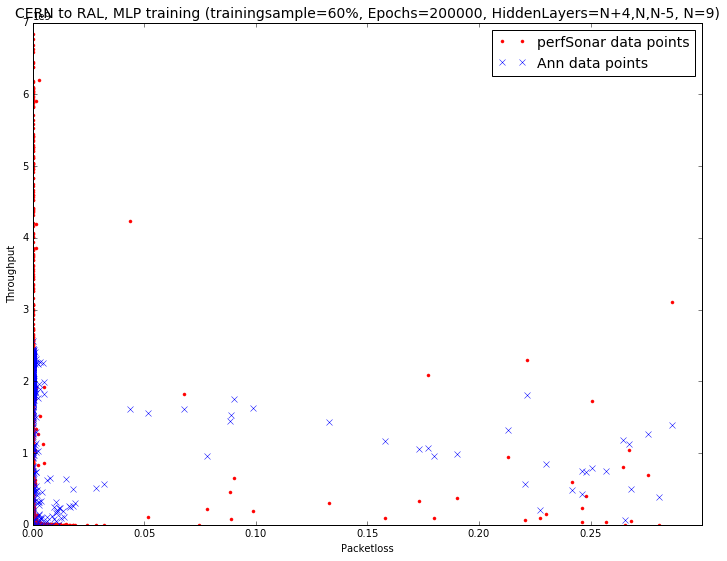 CERN to RAL, MLP training (trainingsample=60%, Epochs=200000, HiddenLayers=N+4,N,N-5, N=9)
1e9
perfSonar data points
Ann data points
7
6
5
4
3
2
1
0
Throughput
0.00 0.05 0.10 0.15 0.20 0.25
Packetloss